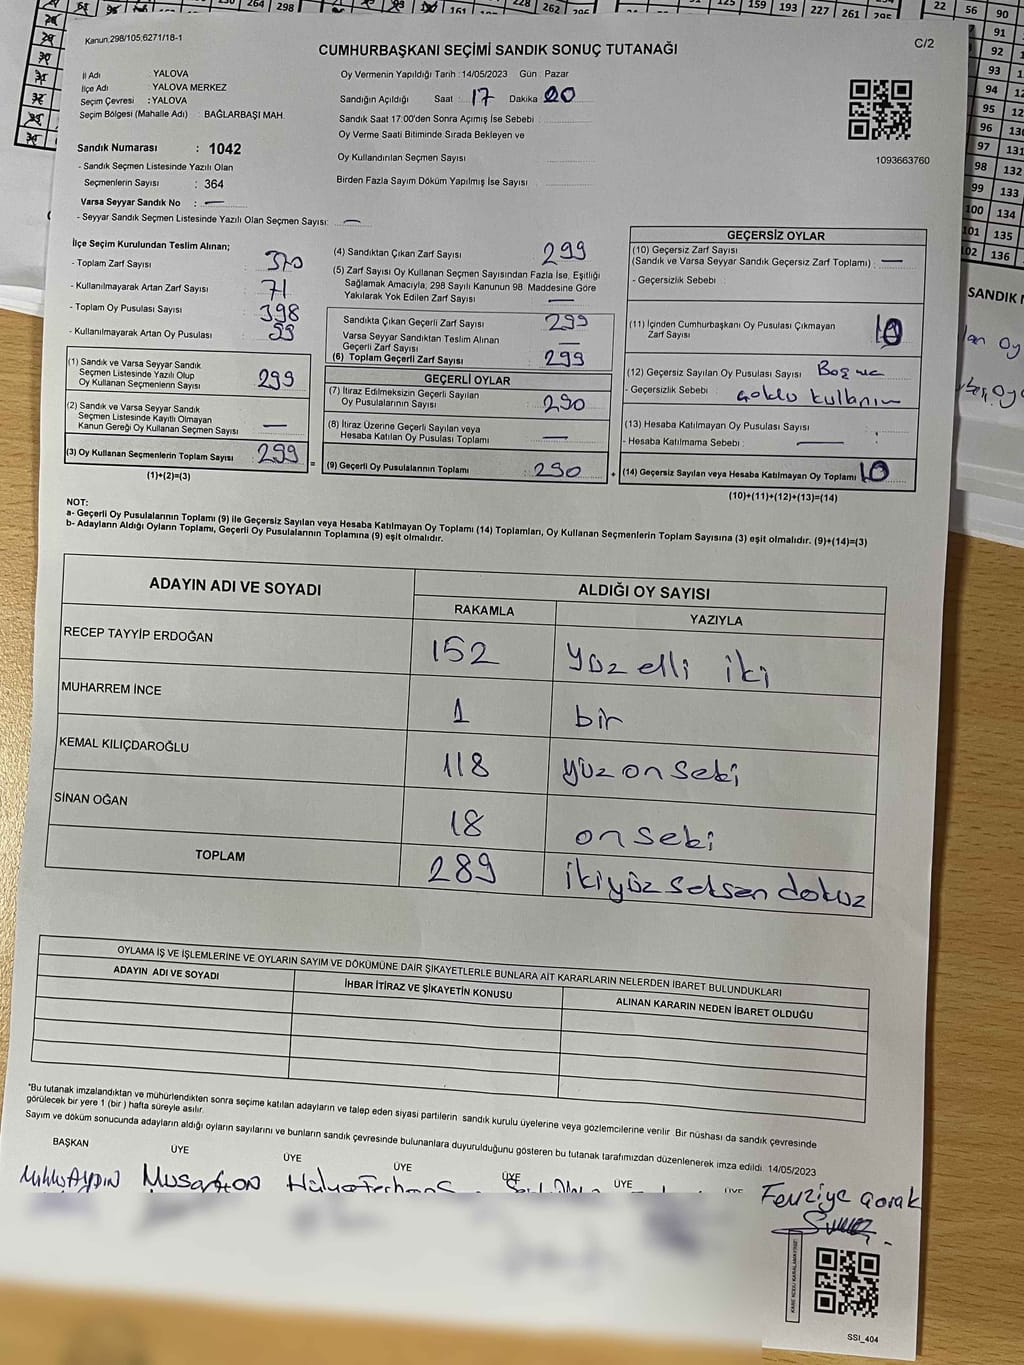 Kanun:298/105,6271/18-1
CUMHURBAŞKANI SEÇİMİ SANDIK SONUÇ TUTANAĞI
C/2
İl Adı : YALOVA
İlçe Adı : YALOVA MERKEZ
Seçim Çevresi : YALOVA
Seçim Bölgesi (Mahalle Adı) : BAĞLARBAŞI MAH.
Sandık Numarası : 1042
- Sandık Seçmen Listesinde Yazılı Olan
Seçmenlerin Sayısı : 364
Varsa Seyyar Sandık No : —
- Seyyar Sandık Seçmen Listesinde Yazılı Olan Seçmen Sayısı: —
Oy Vermenin Yapıldığı Tarih : 14/05/2023 Gün : Pazar
Sandığın Açıldığı Saat : 17 Dakika 20
Sandık Saat 17:00'den Sonra Açımış İse Sebebi :
Oy Verme Saati Bitiminde Sırada Bekleyen ve
Oy Kullandırılan Seçmen Sayısı
Birden Fazla Sayım Döküm Yapılmış İse Sayısı
1093663760
İlçe Seçim Kurulundan Teslim Alınan;
- Toplam Zarf Sayısı : 370
- Kullanılmayarak Artan Zarf Sayısı : 71
- Toplam Oy Pusulası Sayısı : 398
- Kullanılmayarak Artan Oy Pusulası : 99
(1) Sandık ve Varsa Seyyar Sandık
Seçmen Listesinde Yazılı Olup
Oy Kullanan Seçmenlerin Sayısı 299
(2) Sandık ve Varsa Seyyar Sandık
Seçmen Listesinde Kayıtlı Olmayan
Kanun Gereği Oy Kullanan Seçmen Sayısı —
(3) Oy Kullanan Seçmenlerin Toplam Sayısı 299
(1)+(2)=(3)
(4) Sandıktan Çıkan Zarf Sayısı 299
(5) Zarf Sayısı Oy Kullanan Seçmen Sayısından Fazla İse, Eşitliği
Sağlamak Amacıyla, 298 Sayılı Kanunun 98. Maddesine Göre
Yakılarak Yok Edilen Zarf Sayısı —
Sandıkta Çıkan Geçerli Zarf Sayısı 299
Varsa Seyyar Sandıktan Teslim Alınan
Geçerli Zarf Sayısı —
(6) Toplam Geçerli Zarf Sayısı 299
GEÇERLİ OYLAR
(7) İtiraz Edilmeksizin Geçerli Sayılan
Oy Pusulalarının Sayısı 290
(8) İtiraz Üzerine Geçerli Sayılan veya
Hesaba Katılan Oy Pusulası Toplamı —
= (9) Geçerli Oy Pusulalarının Toplamı : 290 +
GEÇERSİZ OYLAR
(10) Geçersiz Zarf Sayısı
(Sandık ve Varsa Seyyar Sandık Geçersiz Zarf Toplamı) : —
- Geçersizlik Sebebi :
(11) İçinden Cumhurbaşkanı Oy Pusulası Çıkmayan
Zarf Sayısı
(12) Geçersiz Sayılan Oy Pusulası Sayısı
- Geçersizlik Sebebi : çoklu kullanım
(13) Hesaba Katılmayan Oy Pusulası Sayısı :
- Hesaba Katılmama Sebebi : —
(14) Geçersiz Sayılan veya Hesaba Katılmayan Oy Toplamı 10
(10)+(11)+(12)+(13)=(14)
NOT:
a- Geçerli Oy Pusulalarının Toplamı (9) ile Geçersiz Sayılan veya Hesaba Katılmayan Oy Toplamı (14) Toplamları, Oy Kullanan Seçmenlerin Toplam Sayısına (3) eşit olmalıdır. (9)+(14)=(3)
b- Adayların Aldığı Oyların Toplamı, Geçerli Oy Pusulalarının Toplamına (9) eşit olmalıdır.
ADAYIN ADI VE SOYADI
ALDIĞI OY SAYISI
RAKAMLA YAZIYLA
RECEP TAYYİP ERDOĞAN 152 yüz elli iki
MUHARREM İNCE 1 bir
KEMAL KILIÇDAROĞLU 118 yüz on seki
SİNAN OĞAN 18 on seki
TOPLAM 289 ikiyüz seksen dokuz
OYLAMA İŞ VE İŞLEMLERİNE VE OYLARIN SAYIM VE DÖKÜMÜNE DAİR ŞİKAYETLERLE BUNLARA AİT KARARLARIN NELERDEN İBARET BULUNDUKLARI
ADAYIN ADI VE SOYADI
İHBAR İTİRAZ VE ŞİKAYETİN KONUSU
ALINAN KARARIN NEDEN İBARET OLDUĞU
*Bu tutanak imzalandıktan ve mühürlendikten sonra seçime katılan adayların ve talep eden siyasi partilerin sandık kurulu üyelerine veya gözlemcilerine verilir. Bir nüshası da sandık çevresinde
görülecek bir yere 1 (bir) hafta süreyle asılır.
Sayım ve döküm sonucunda adayların aldığı oyların sayılarını ve bunların sandık çevresinde bulunanlara duyurulduğunu gösteren bu tutanak tarafımızdan düzenlenerek imza edildi. 14/05/2023
BAŞKAN ÜYE ÜYE ÜYE ÜYE ÜYE ÜYE
Fevziye
KARE KODU KARALAMAYINIZ!
SSI_404